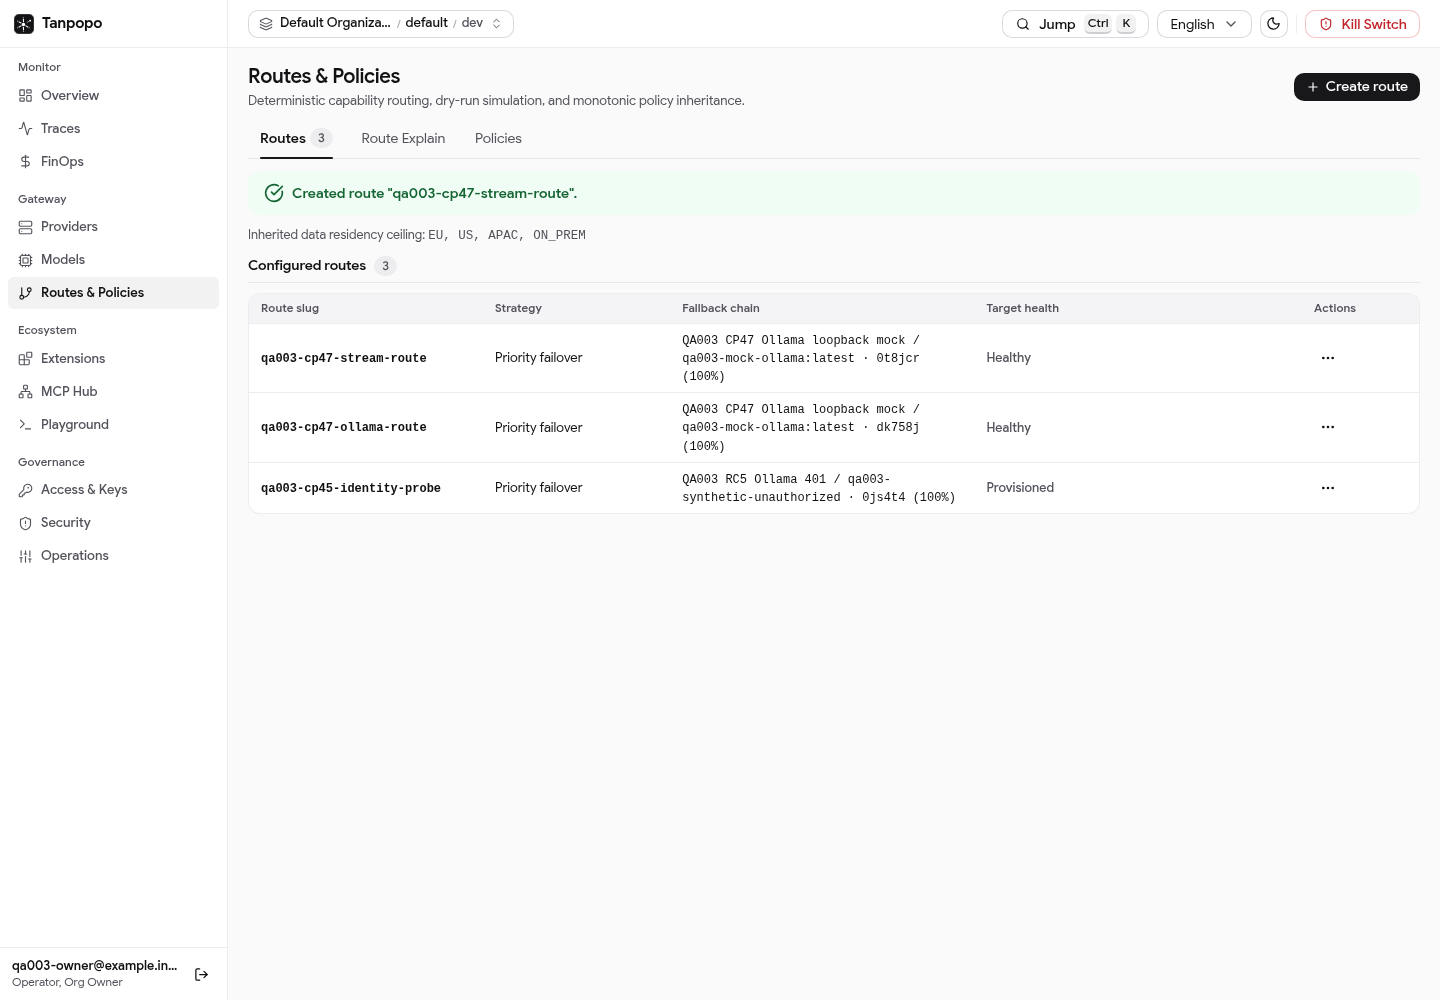 Tanpopo
Default Organiza... / default / dev
Jump Ctrl K
English
Kill Switch
Monitor
Overview
Traces
FinOps
Gateway
Providers
Models
Routes & Policies
Ecosystem
Extensions
MCP Hub
Playground
Governance
Access & Keys
Security
Operations
qa003-owner@example.in...
Operator, Org Owner
Routes & Policies
Deterministic capability routing, dry-run simulation, and monotonic policy inheritance.
+ Create route
Routes 3 Route Explain Policies
Created route "qa003-cp47-stream-route".
Inherited data residency ceiling: EU, US, APAC, ON_PREM
Configured routes 3
Route slug Strategy Fallback chain Target health Actions
qa003-cp47-stream-route Priority failover QA003 CP47 Ollama loopback mock /
qa003-mock-ollama:latest · 0t8jcr
(100%) Healthy ...
qa003-cp47-ollama-route Priority failover QA003 CP47 Ollama loopback mock /
qa003-mock-ollama:latest · dk758j
(100%) Healthy ...
qa003-cp45-identity-probe Priority failover QA003 RC5 Ollama 401 / qa003-
synthetic-unauthorized · 0js4t4 (100%) Provisioned ...